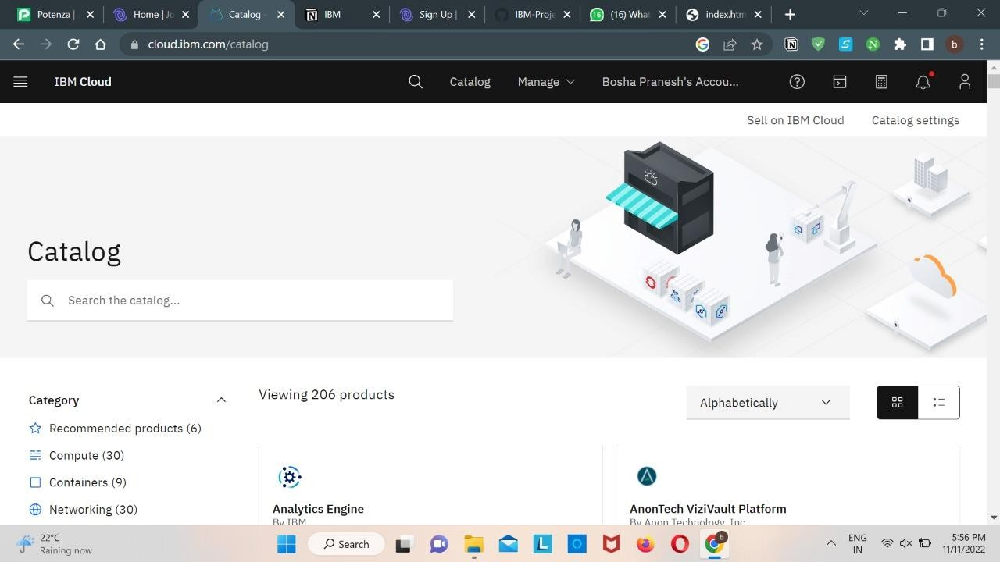 Potenza
Home | Jo
Catalog -
IBM
Sign Up |
IBM-Proje
(16) What
index.htm
cloud.ibm.com/catalog
b
IBM Cloud
Catalog
Manage
Bosha Pranesh's Accou...
Sell on IBM Cloud
Catalog settings
Catalog
Search the catalog...
Category
Viewing 206 products
Alphabetically
Recommended products (6)
Compute (30)
Containers (9)
Networking (30)
Analytics Engine
By IBM
AnonTech ViziVault Platform
By Anon Technology, Inc.
22°C
Raining now
Search
ENG
IN
5:56 PM
11/11/2022